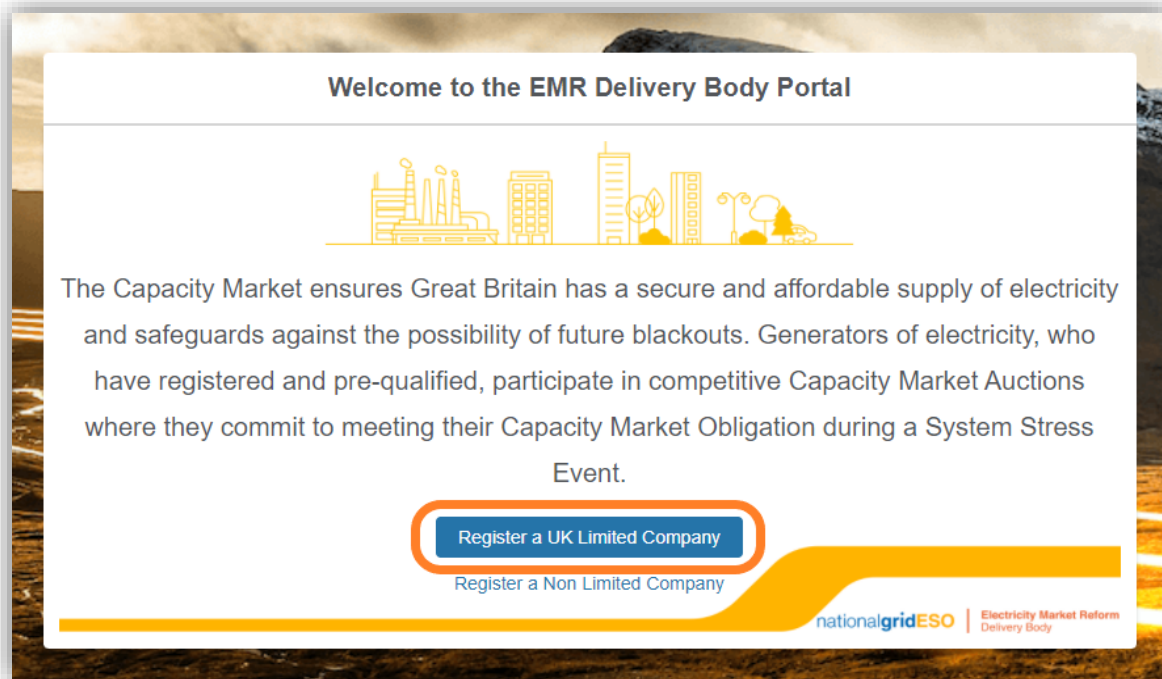 Welcome to the EMR Delivery Body Portal
The Capacity Market ensures Great Britain has a secure and affordable supply of electricity
and safeguards against the possibility of future blackouts. Generators of electricity, who
have registered and pre-qualified, participate in competitive Capacity Market Auctions
where they commit to meeting their Capacity Market Obligation during a System Stress
Event.
Register a UK Limited Company
Register a Non Limited Company
nationalgridESO
Electricity Market Reform
Delivery Body